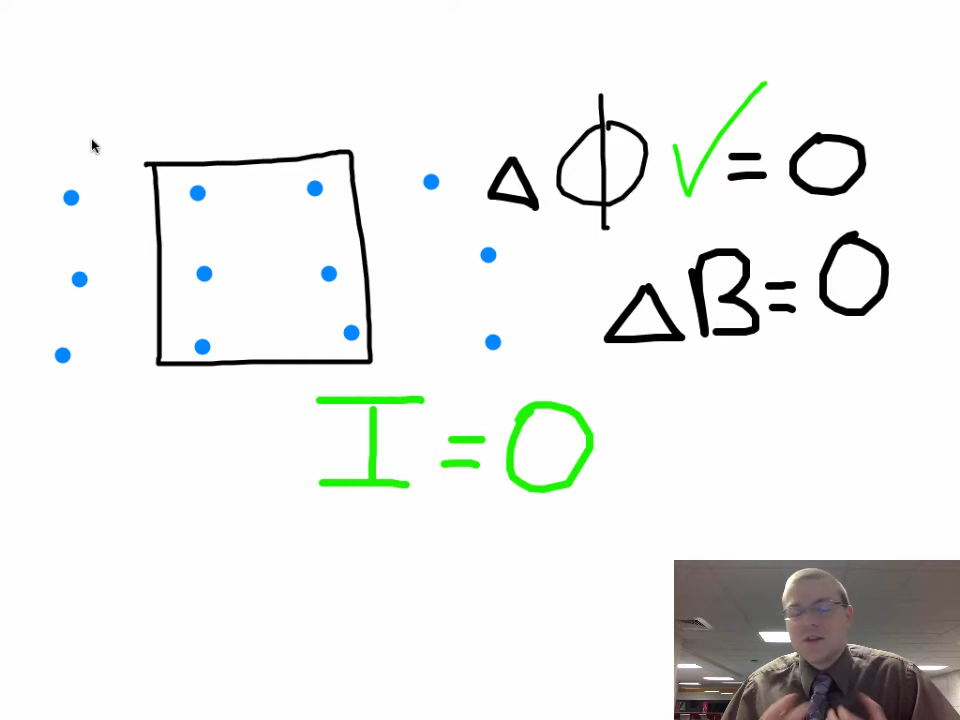 ΔΦ ✓ = 0
ΔB = 0
I = 0